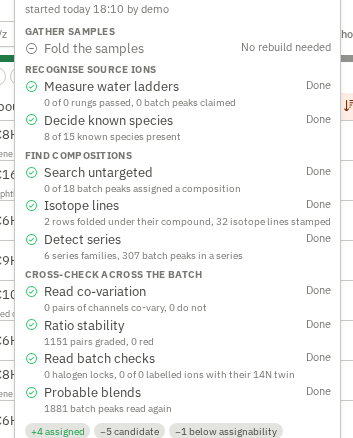 started today 18:10 by demo
GATHER SAMPLES
Fold the samples No rebuild needed
RECOGNISE SOURCE IONS
Measure water ladders Done
0 of 0 rungs passed, 0 batch peaks claimed
Decide known species Done
8 of 15 known species present
FIND COMPOSITIONS
Search untargeted Done
0 of 18 batch peaks assigned a composition
Isotope lines Done
2 rows folded under their compound, 32 isotope lines stamped
Detect series Done
6 series families, 307 batch peaks in a series
CROSS-CHECK ACROSS THE BATCH
Read co-variation Done
0 pairs of channels co-vary, 0 do not
Ratio stability Done
1151 pairs graded, 0 red
Read batch checks Done
0 halogen locks, 0 of 0 labelled ions with their 14N twin
Probable blends Done
1881 batch peaks read again
+4 assigned −5 candidate −1 below assignability